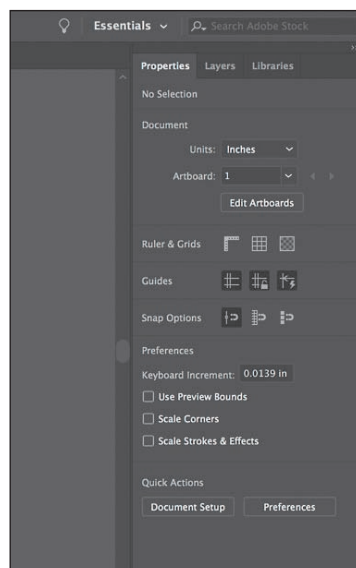 Essentials Search Adobe Stock
Properties Layers Libraries
No Selection
Document
Units: Inches
Artboard: 1
Edit Artboards
Ruler & Grids
Guides
Snap Options
Preferences
Keyboard Increment: 0.0139 in
Use Preview Bounds
Scale Corners
Scale Strokes & Effects
Quick Actions
Document Setup Preferences